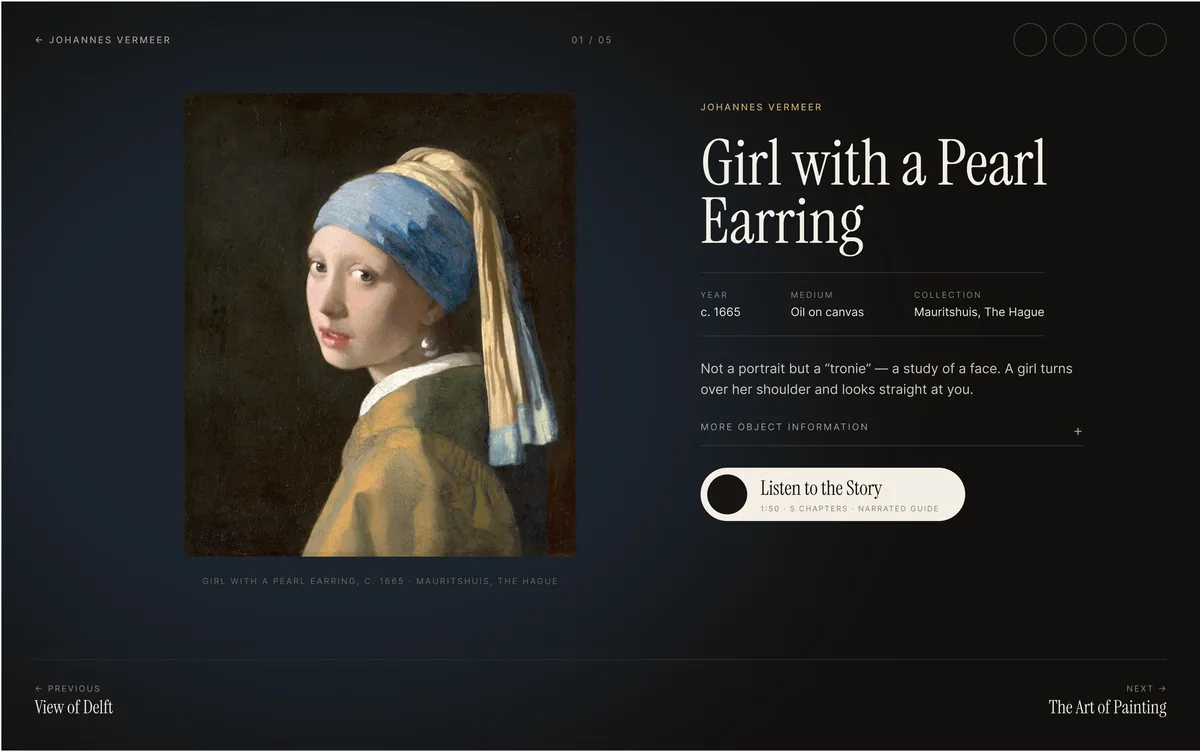 ← JOHANNES VERMEER
01 / 05
JOHANNES VERMEER
Girl with a Pearl
Earring
YEAR
c. 1665
MEDIUM
Oil on canvas
COLLECTION
Mauritshuis, The Hague
Not a portrait but a “tronie” — a study of a face. A girl turns
over her shoulder and looks straight at you.
MORE OBJECT INFORMATION +
Listen to the Story
1:50 · 5 CHAPTERS · NARRATED GUIDE
GIRL WITH A PEARL EARRING, C. 1665 · MAURITSHUIS, THE HAGUE
← PREVIOUS
View of Delft
NEXT →
The Art of Painting